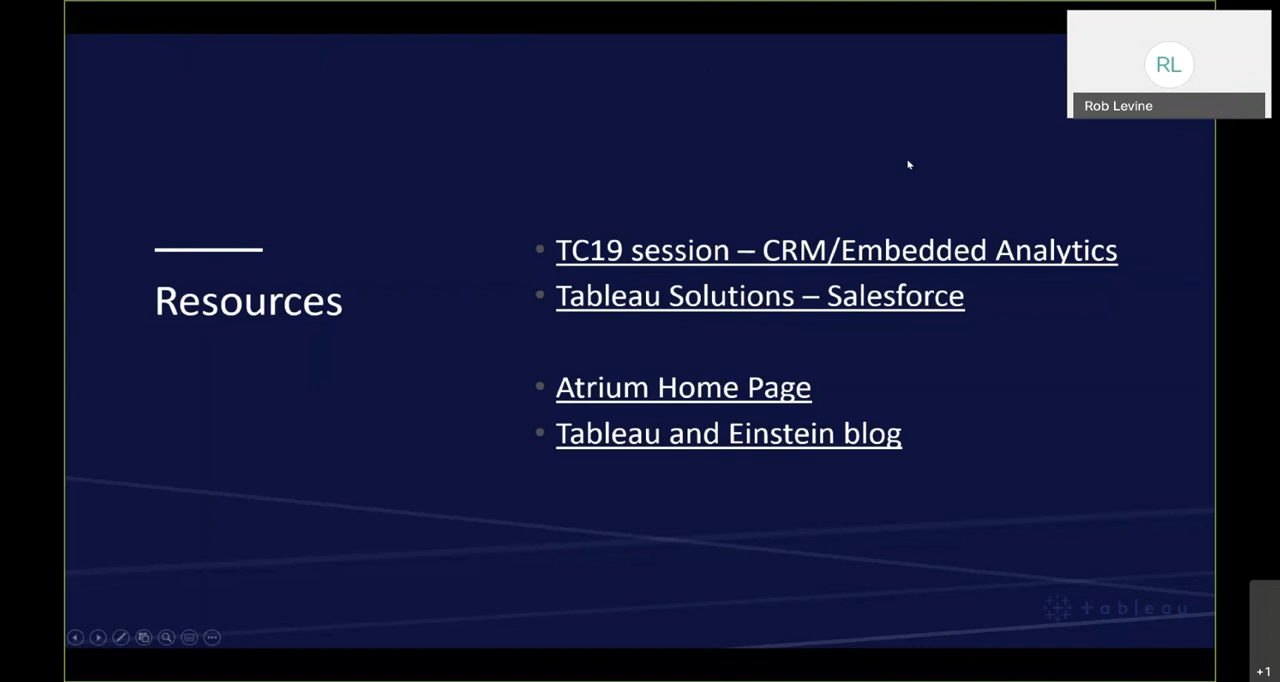 RL
Rob Levine
Resources
TC19 session – CRM/Embedded Analytics
Tableau Solutions – Salesforce
Atrium Home Page
Tableau and Einstein blog
tableau
+1